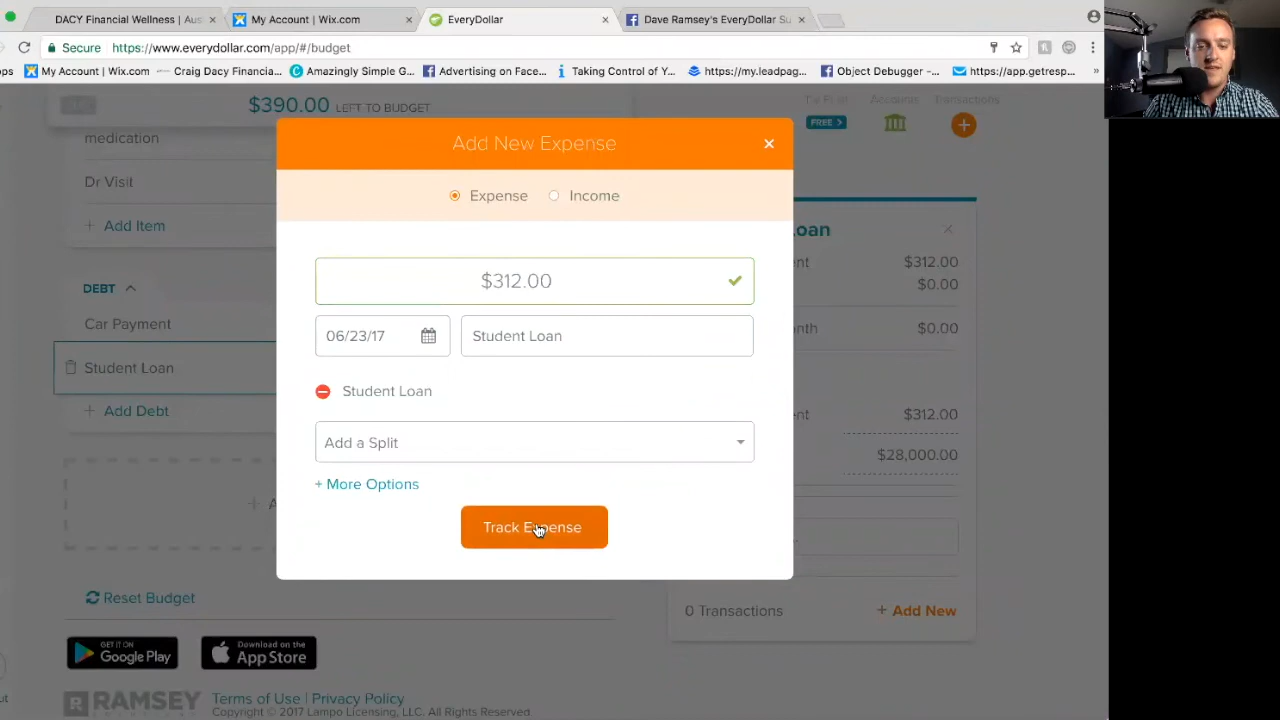 DACY Financial Wellness | Aus
My Account | Wix.com
EveryDollar
Dave Ramsey's EveryDollar Su
Secure https://www.everydollar.com/app/#/budget
My Account | Wix.com
Craig Dacy Financia...
Amazingly Simple G...
Advertising on Face...
Taking Control of Y...
https://my.leadpag...
Object Debugger -...
https://app.getresp...
»
$390.00 LEFT TO BUDGET
Accounts
Transactions
FREE >
medication
Dr Visit
+ Add Item
DEBT
Car Payment
Student Loan
+ Add Debt
Add New Expense
Expense
Income
$312.00
06/23/17
Student Loan
Student Loan
Add a Split
+ More Options
Track Expense
oan
nt $312.00
$0.00
nth $0.00
nt $312.00
$28,000.00
0 Transactions
+ Add New
Reset Budget
GET IT ON
Google Play
Download on the
App Store
RAMSEY
Terms of Use | Privacy Policy
Copyright © 2017 Lampo Licensing, LLC. All Rights Reserved